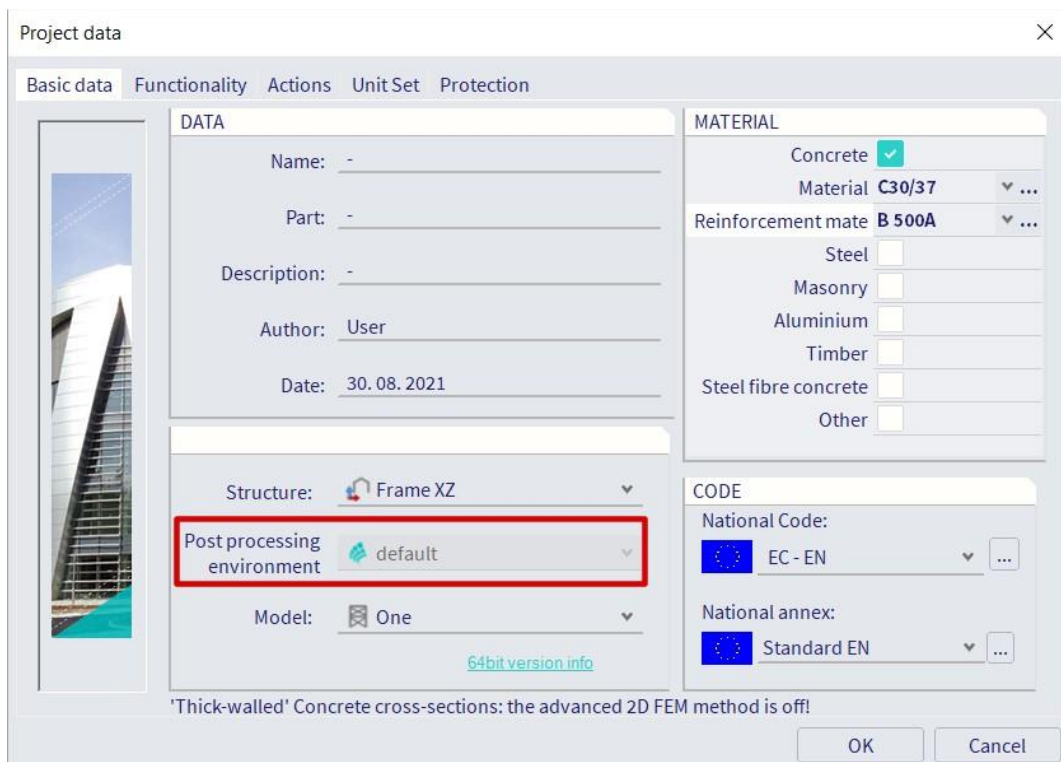 Project data
Basic data Functionality Actions Unit Set Protection
DATA
Name: -
Part: -
Description: -
Author: User
Date: 30. 08. 2021
Structure: Frame XZ
Post processing
environment default
Model: One
64bit version info
MATERIAL
Concrete
Material C30/37 ...
Reinforcement mate B 500A ...
Steel
Masonry
Aluminium
Timber
Steel fibre concrete
Other
CODE
National Code:
EC - EN ...
National annex:
Standard EN ...
'Thick-walled' Concrete cross-sections: the advanced 2D FEM method is off!
OK Cancel